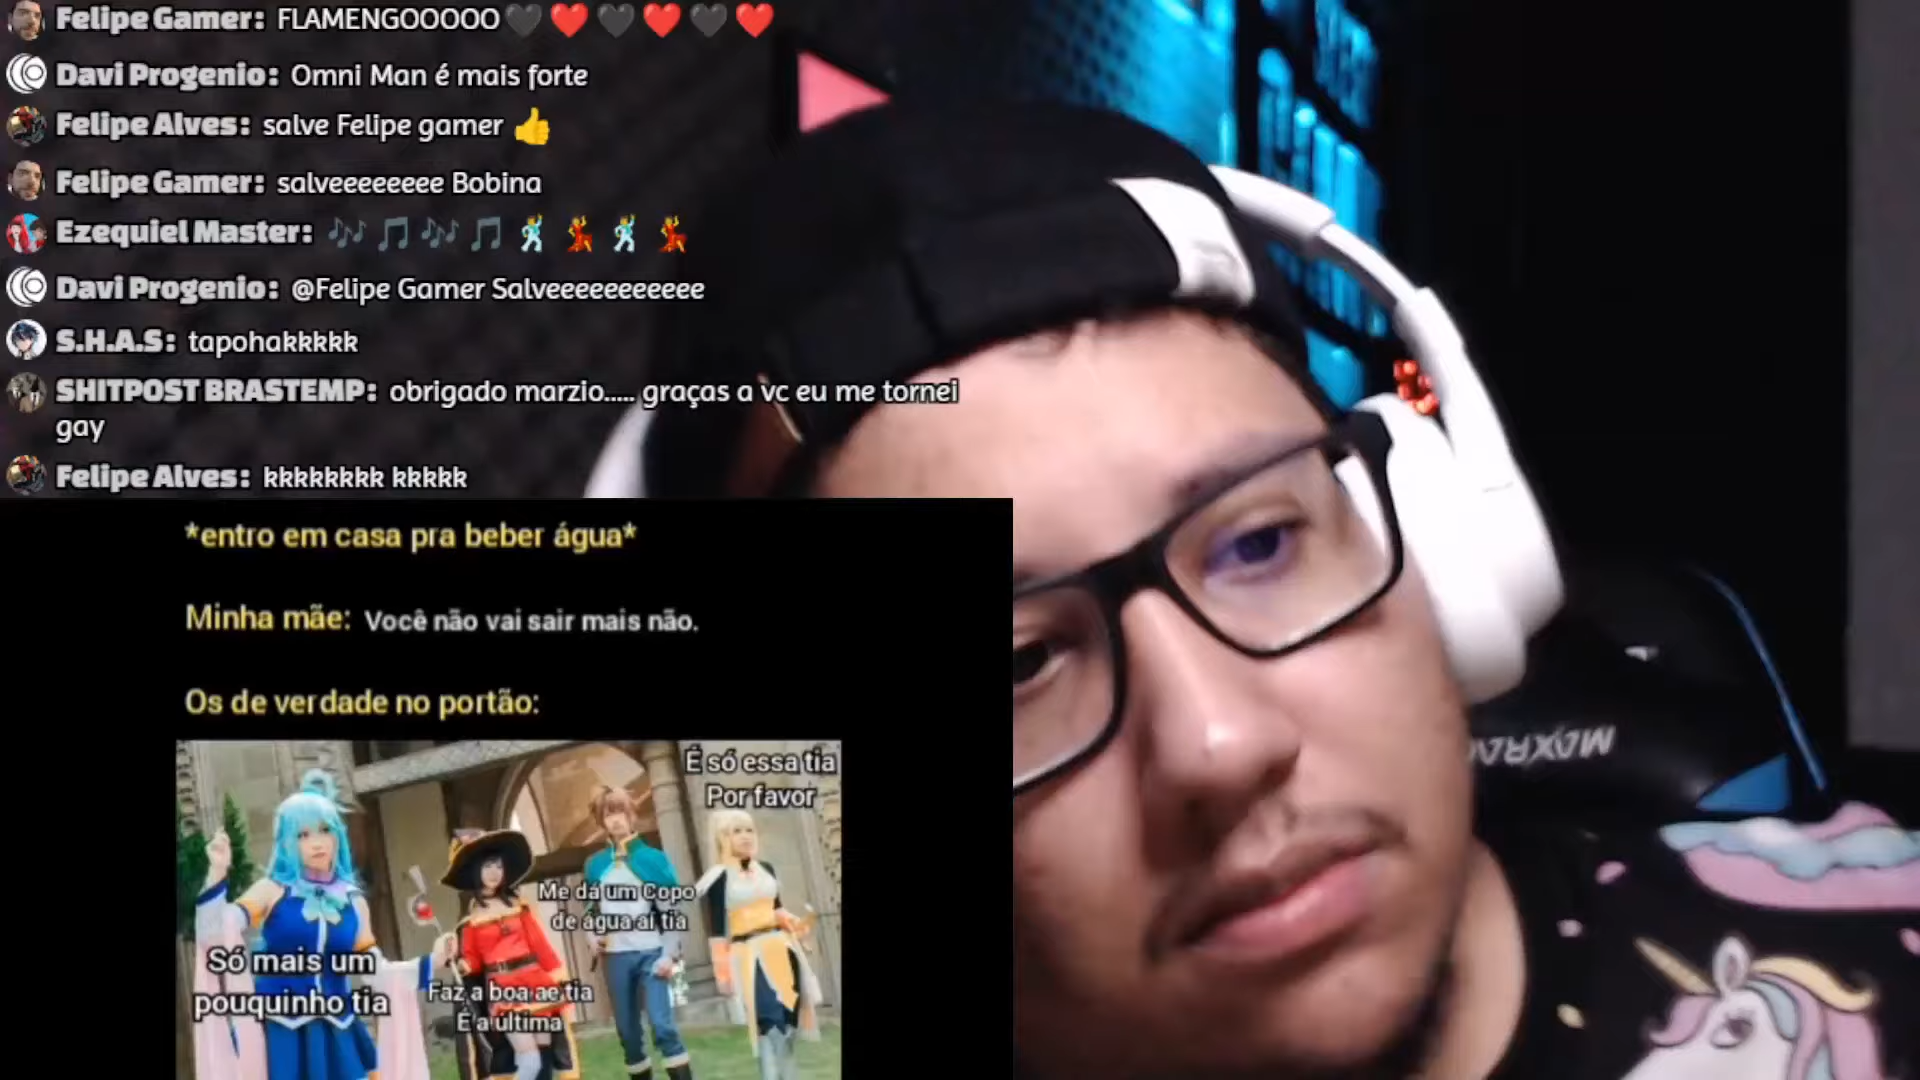 Felipe Gamer: FLAMENGOOOOO🖤❤️🖤❤️🖤❤️
Davi Progenio: Omni Man é mais forte
Felipe Alves: salve Felipe gamer 👍
Felipe Gamer: salveeeeeeee Bobina
Ezequiel Master: 🎶🎵🎶🎵🕺💃🕺💃
Davi Progenio: @Felipe Gamer Salveeeeeeeeeee
S.H.A.S: tapohakkkkk
SHITPOST BRASTEMP: obrigado marzio..... graças a vc eu me tornei
gay
Felipe Alves: kkkkkkkk kkkkk
*entro em casa pra beber água*
Minha mãe: Você não vai sair mais não.
Os de verdade no portão:
É só essa tia
Por favor
Me dá um Copo
de água aí tia
Só mais um
pouquinho tia
Faz a boa ae tia
É a última